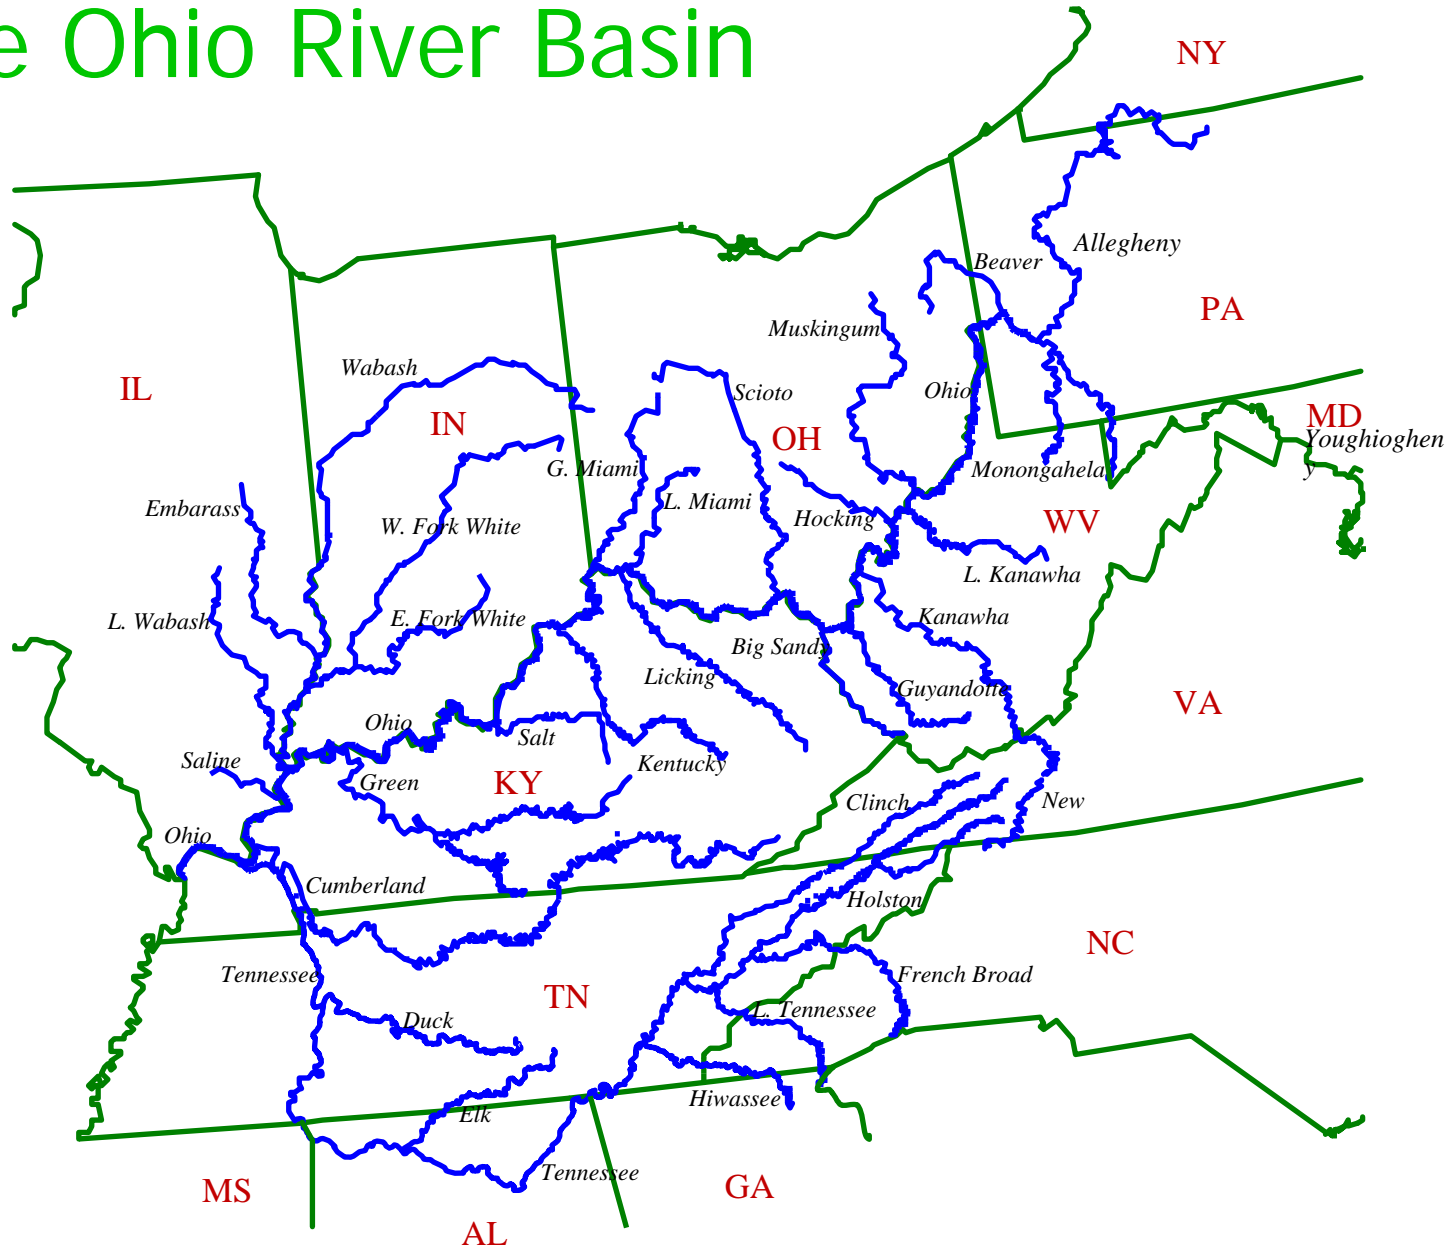 e Ohio River Basin
NY
Allegheny
Beaver
PA
Muskingum
Wabash
IL
Scioto
Ohio
IN
MD
OH
Youghioghen
y
G. Miami
Monongahela
L. Miami
Embarass
Hocking
WV
W. Fork White
L. Kanawha
L. Wabash
E. Fork White
Kanawha
Big Sandy
Licking
Guyandotte
VA
Ohio
Salt
Saline
Kentucky
Green
KY
Clinch
New
Ohio
Cumberland
Holston
NC
Tennessee
French Broad
TN
L. Tennessee
Duck
Hiwassee
Elk
Tennessee
MS
GA
AL